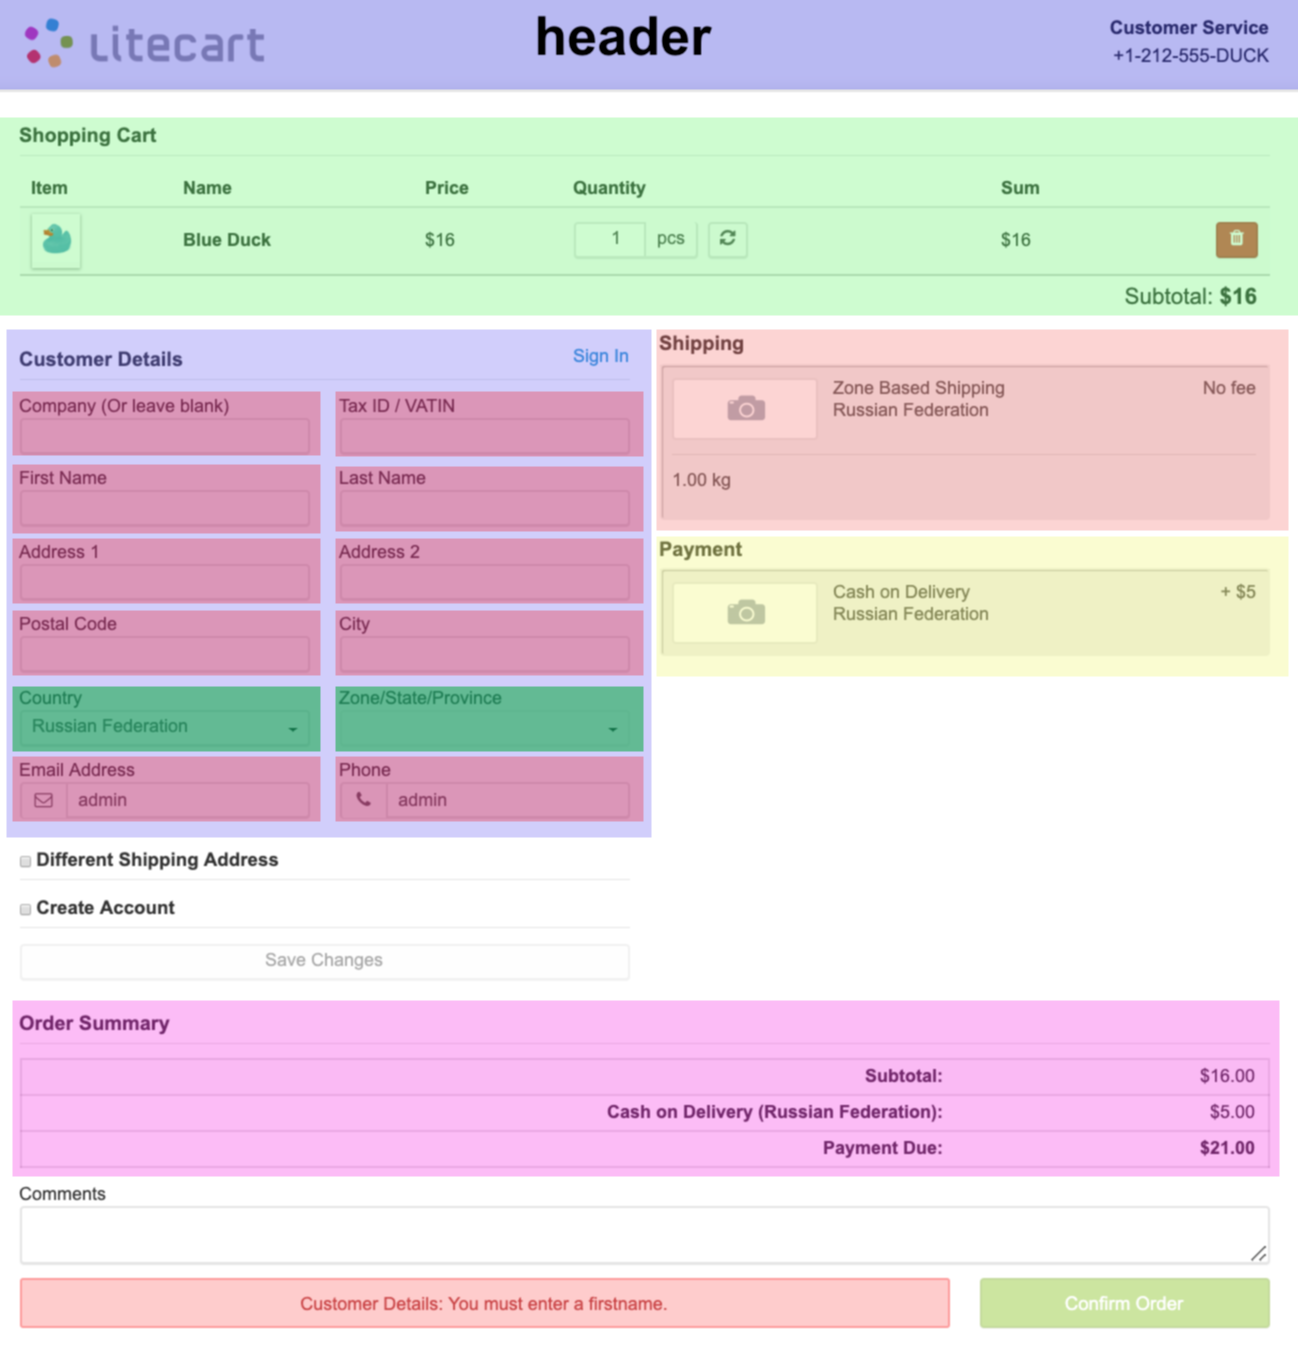 Litecart
header
Customer Service
+1-212-555-DUCK
Shopping Cart
Item Name Price Quantity Sum
Blue Duck $16 1 pcs $16
Subtotal: $16
Customer Details Sign In
Company (Or leave blank) Tax ID / VATIN
First Name Last Name
Address 1 Address 2
Postal Code City
Country Zone/State/Province
Russian Federation
Email Address Phone
admin admin
Different Shipping Address
Create Account
Save Changes
Shipping
Zone Based Shipping No fee
Russian Federation
1.00 kg
Payment
Cash on Delivery + $5
Russian Federation
Order Summary
Subtotal: $16.00
Cash on Delivery (Russian Federation): $5.00
Payment Due: $21.00
Comments
Customer Details: You must enter a firstname.
Confirm Order